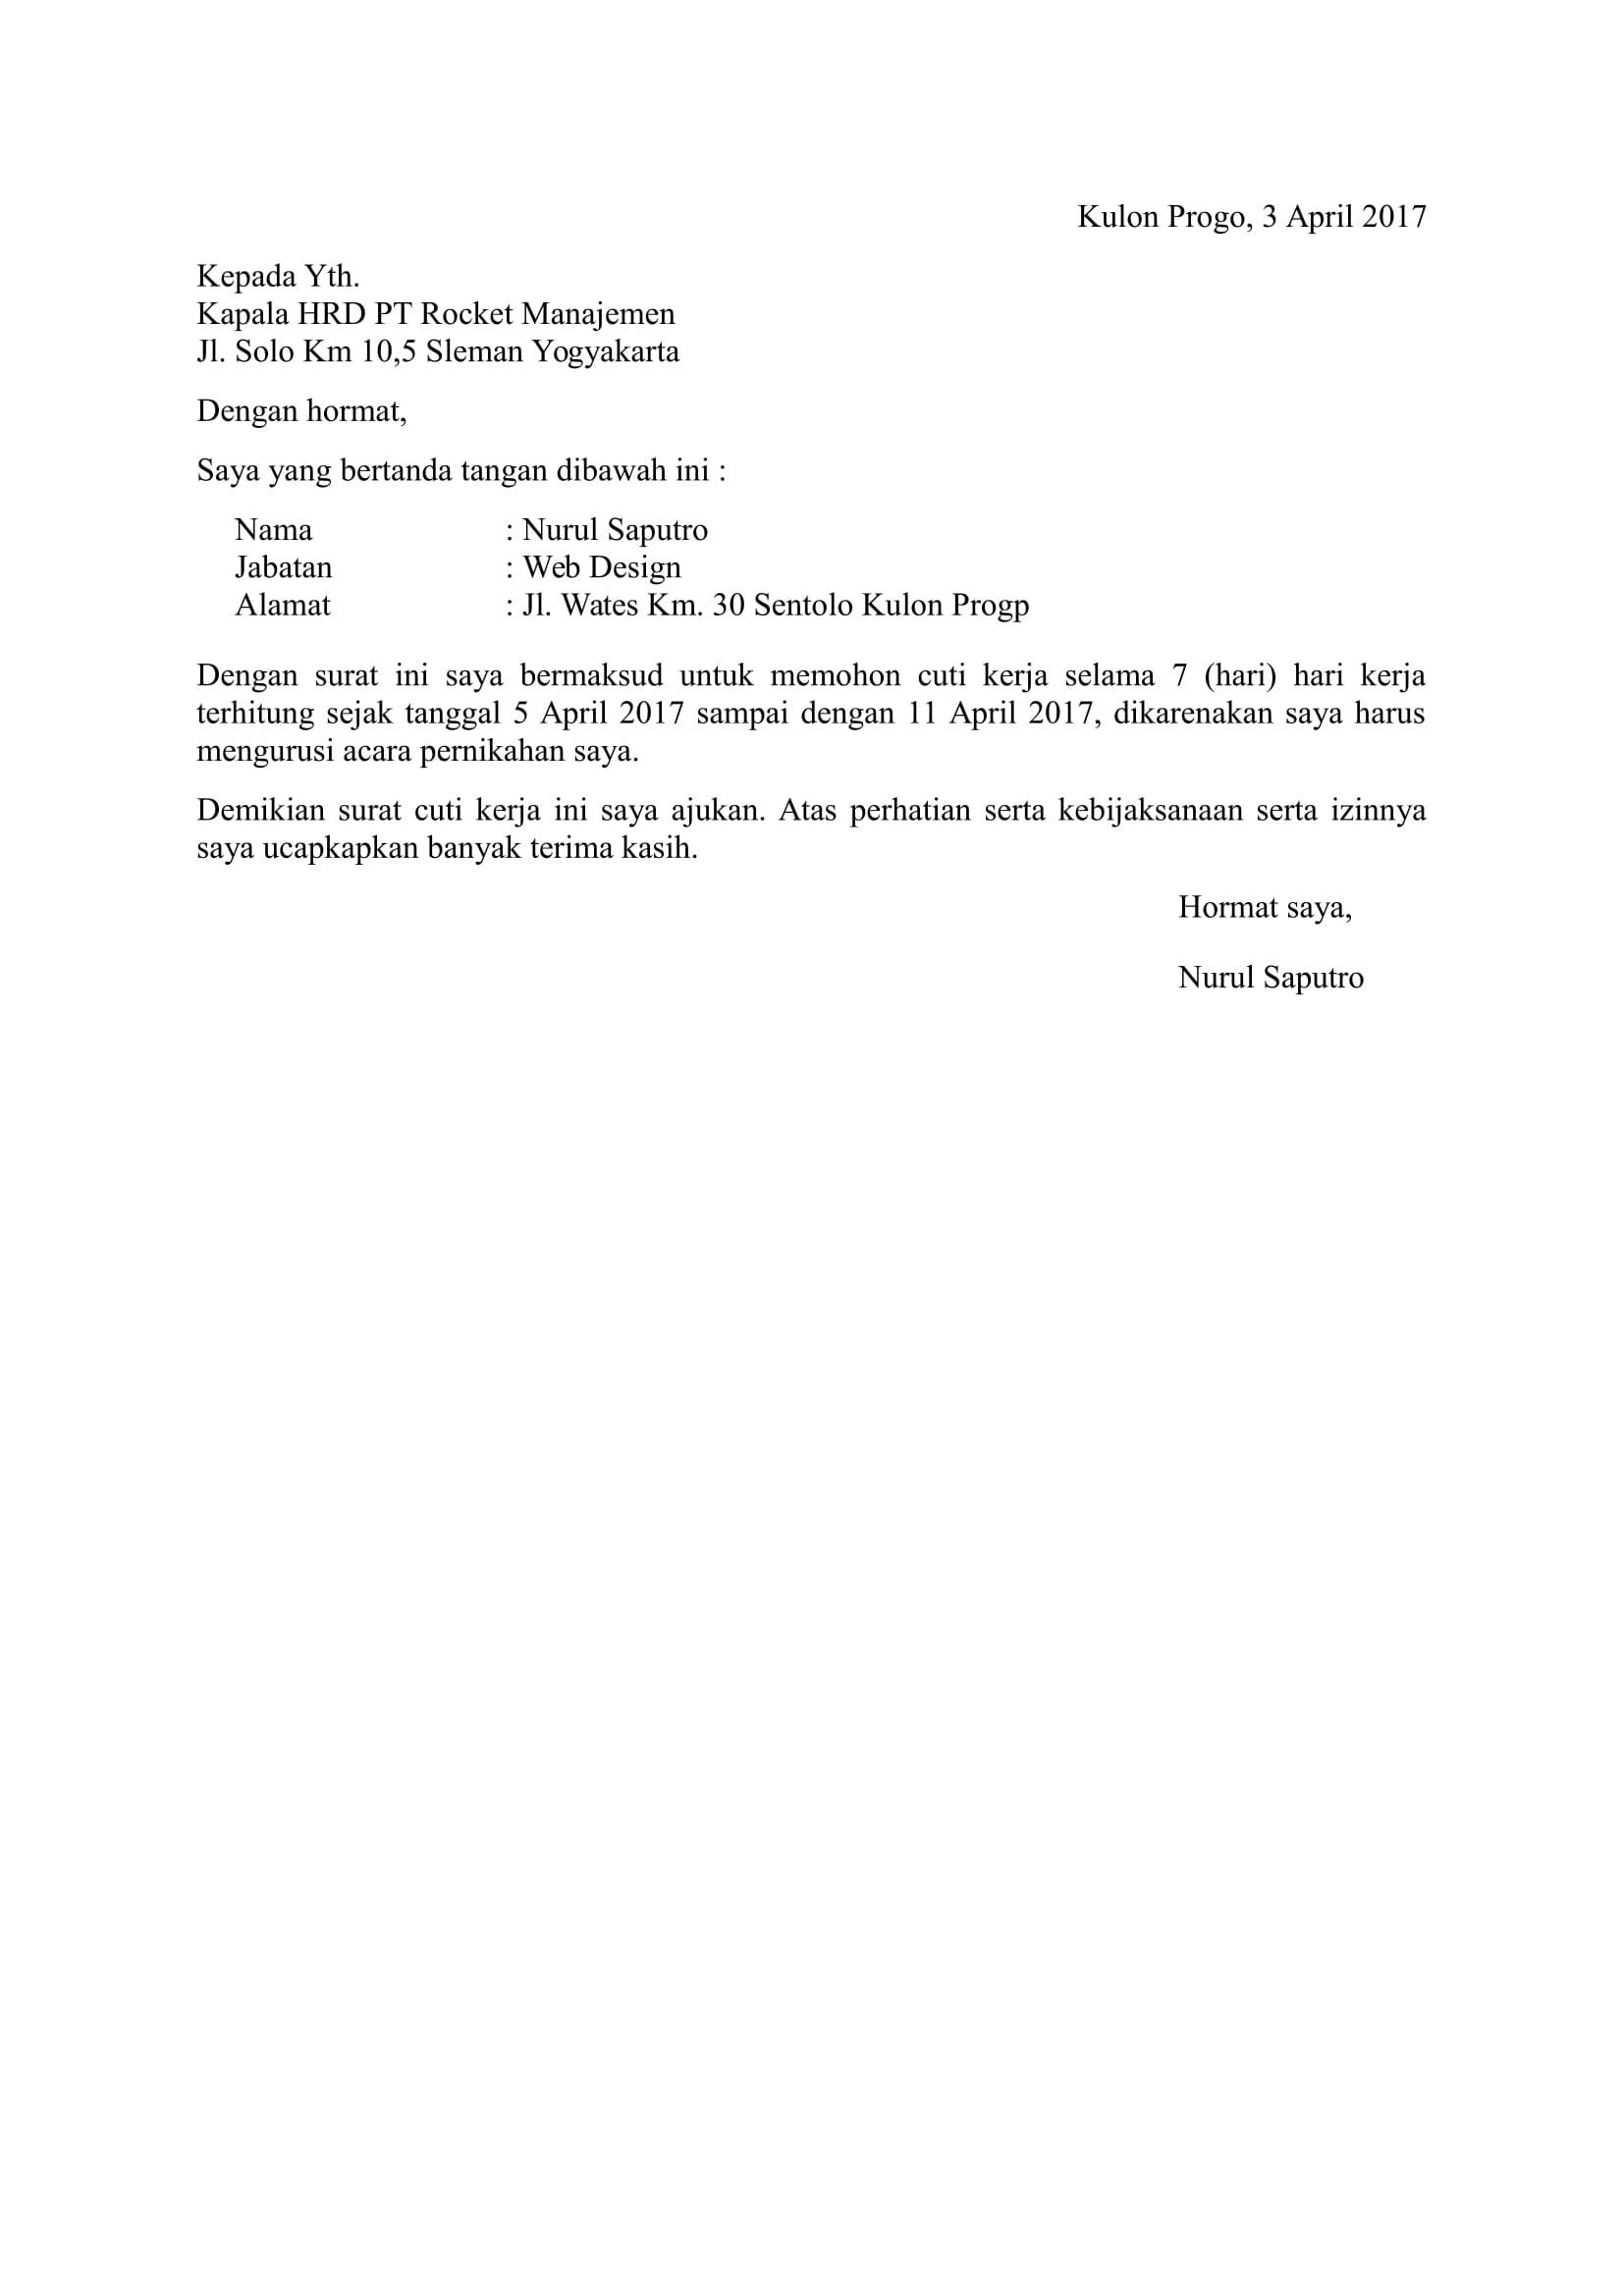 Kulon Progo, 3 April 2017
Kepada Yth.
Kapala HRD PT Rocket Manajemen
Jl. Solo Km 10,5 Sleman Yogyakarta
Dengan hormat,
Saya yang bertanda tangan dibawah ini :
Nama : Nurul Saputro
Jabatan : Web Design
Alamat : Jl. Wates Km. 30 Sentolo Kulon Progp
Dengan surat ini saya bermaksud untuk memohon cuti kerja selama 7 (hari) hari kerja
terhitung sejak tanggal 5 April 2017 sampai dengan 11 April 2017, dikarenakan saya harus
mengurusi acara pernikahan saya.
Demikian surat cuti kerja ini saya ajukan. Atas perhatian serta kebijaksanaan serta izinnya
saya ucapkapkan banyak terima kasih.
Hormat saya,
Nurul Saputro